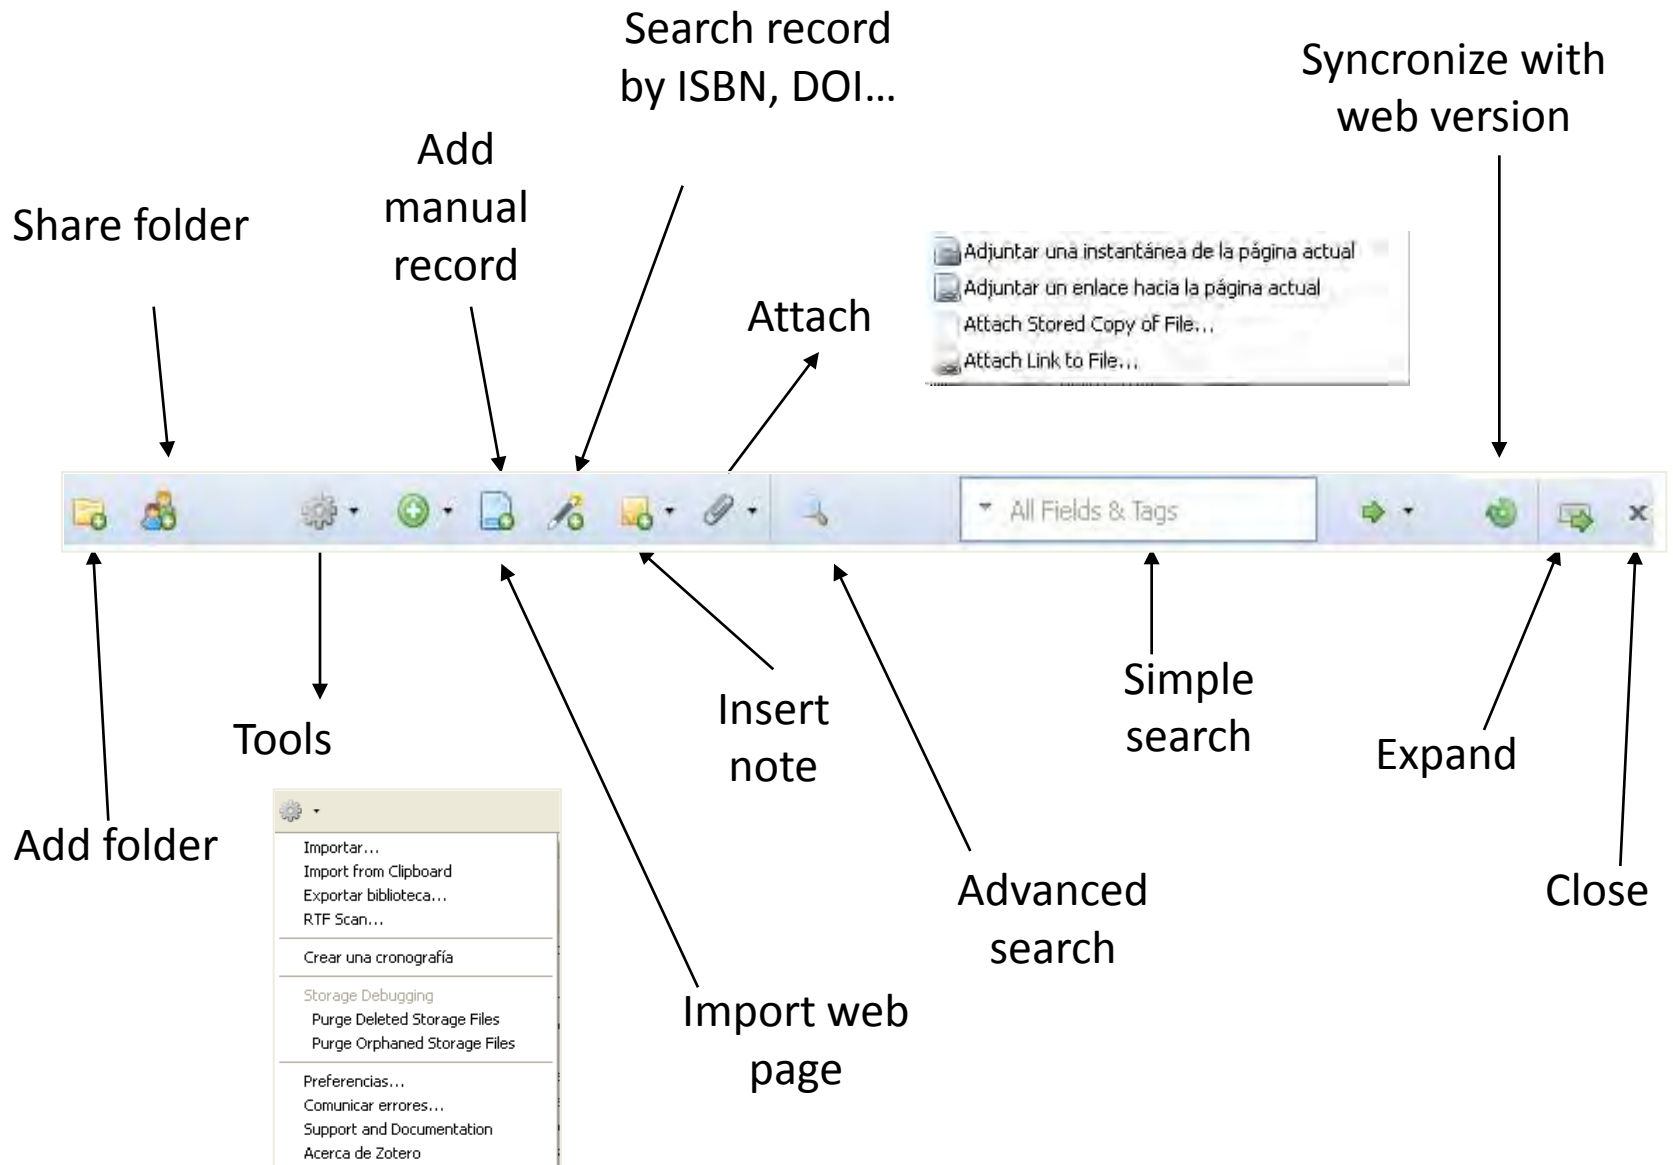 Search record
by ISBN, DOI…
Syncronize with
web version
Add
manual
record
Share folder
Attach
Adjuntar una instantánea de la página actual
Adjuntar un enlace hacia la página actual
Attach Stored Copy of File...
Attach Link to File...
All Fields & Tags
x
Simple
search
Insert
note
Tools
Expand
Add folder
Importar...
Import from Clipboard
Exportar biblioteca...
RTF Scan...
Crear una cronografía
Storage Debugging
Purge Deleted Storage Files
Purge Orphaned Storage Files
Preferencias...
Comunicar errores...
Support and Documentation
Acerca de Zotero
Advanced
search
Close
Import web
page